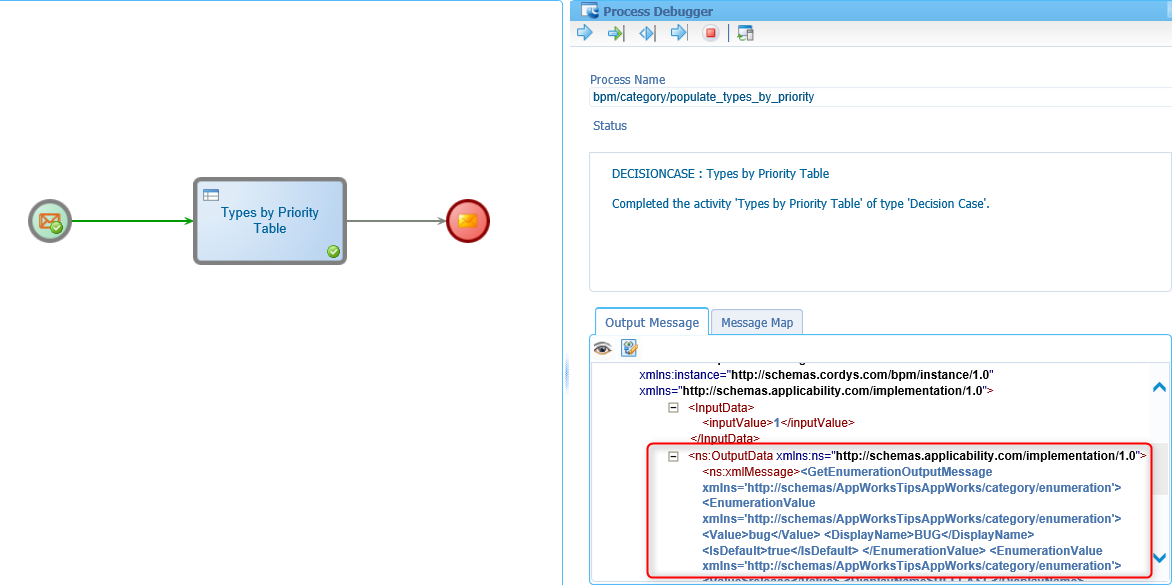 Types by Priority
Table
Process Debugger
Process Name
bpm/category/populate_types_by_priority
Status
DECISIONCASE : Types by Priority Table
Completed the activity 'Types by Priority Table' of type 'Decision Case'.
Output Message
Message Map
xmlns:instance="http://schemas.cordys.com/bpm/instance/1.0"
xmlns="http://schemas.applicability.com/implementation/1.0">
<InputData>
<inputValue>1</inputValue>
</InputData>
<ns:OutputData xmlns:ns="http://schemas.applicability.com/implementation/1.0">
<ns:xmlMessage><GetEnumerationOutputMessage
xmlns='http://schemas/AppWorksTipsAppWorks/category/enumeration'>
<EnumerationValue
xmlns='http://schemas/AppWorksTipsAppWorks/category/enumeration'>
<Value>bug</Value> <DisplayName>BUG</DisplayName>
<IsDefault>true</IsDefault> </EnumerationValue> <EnumerationValue
xmlns='http://schemas/AppWorksTipsAppWorks/category/enumeration'>